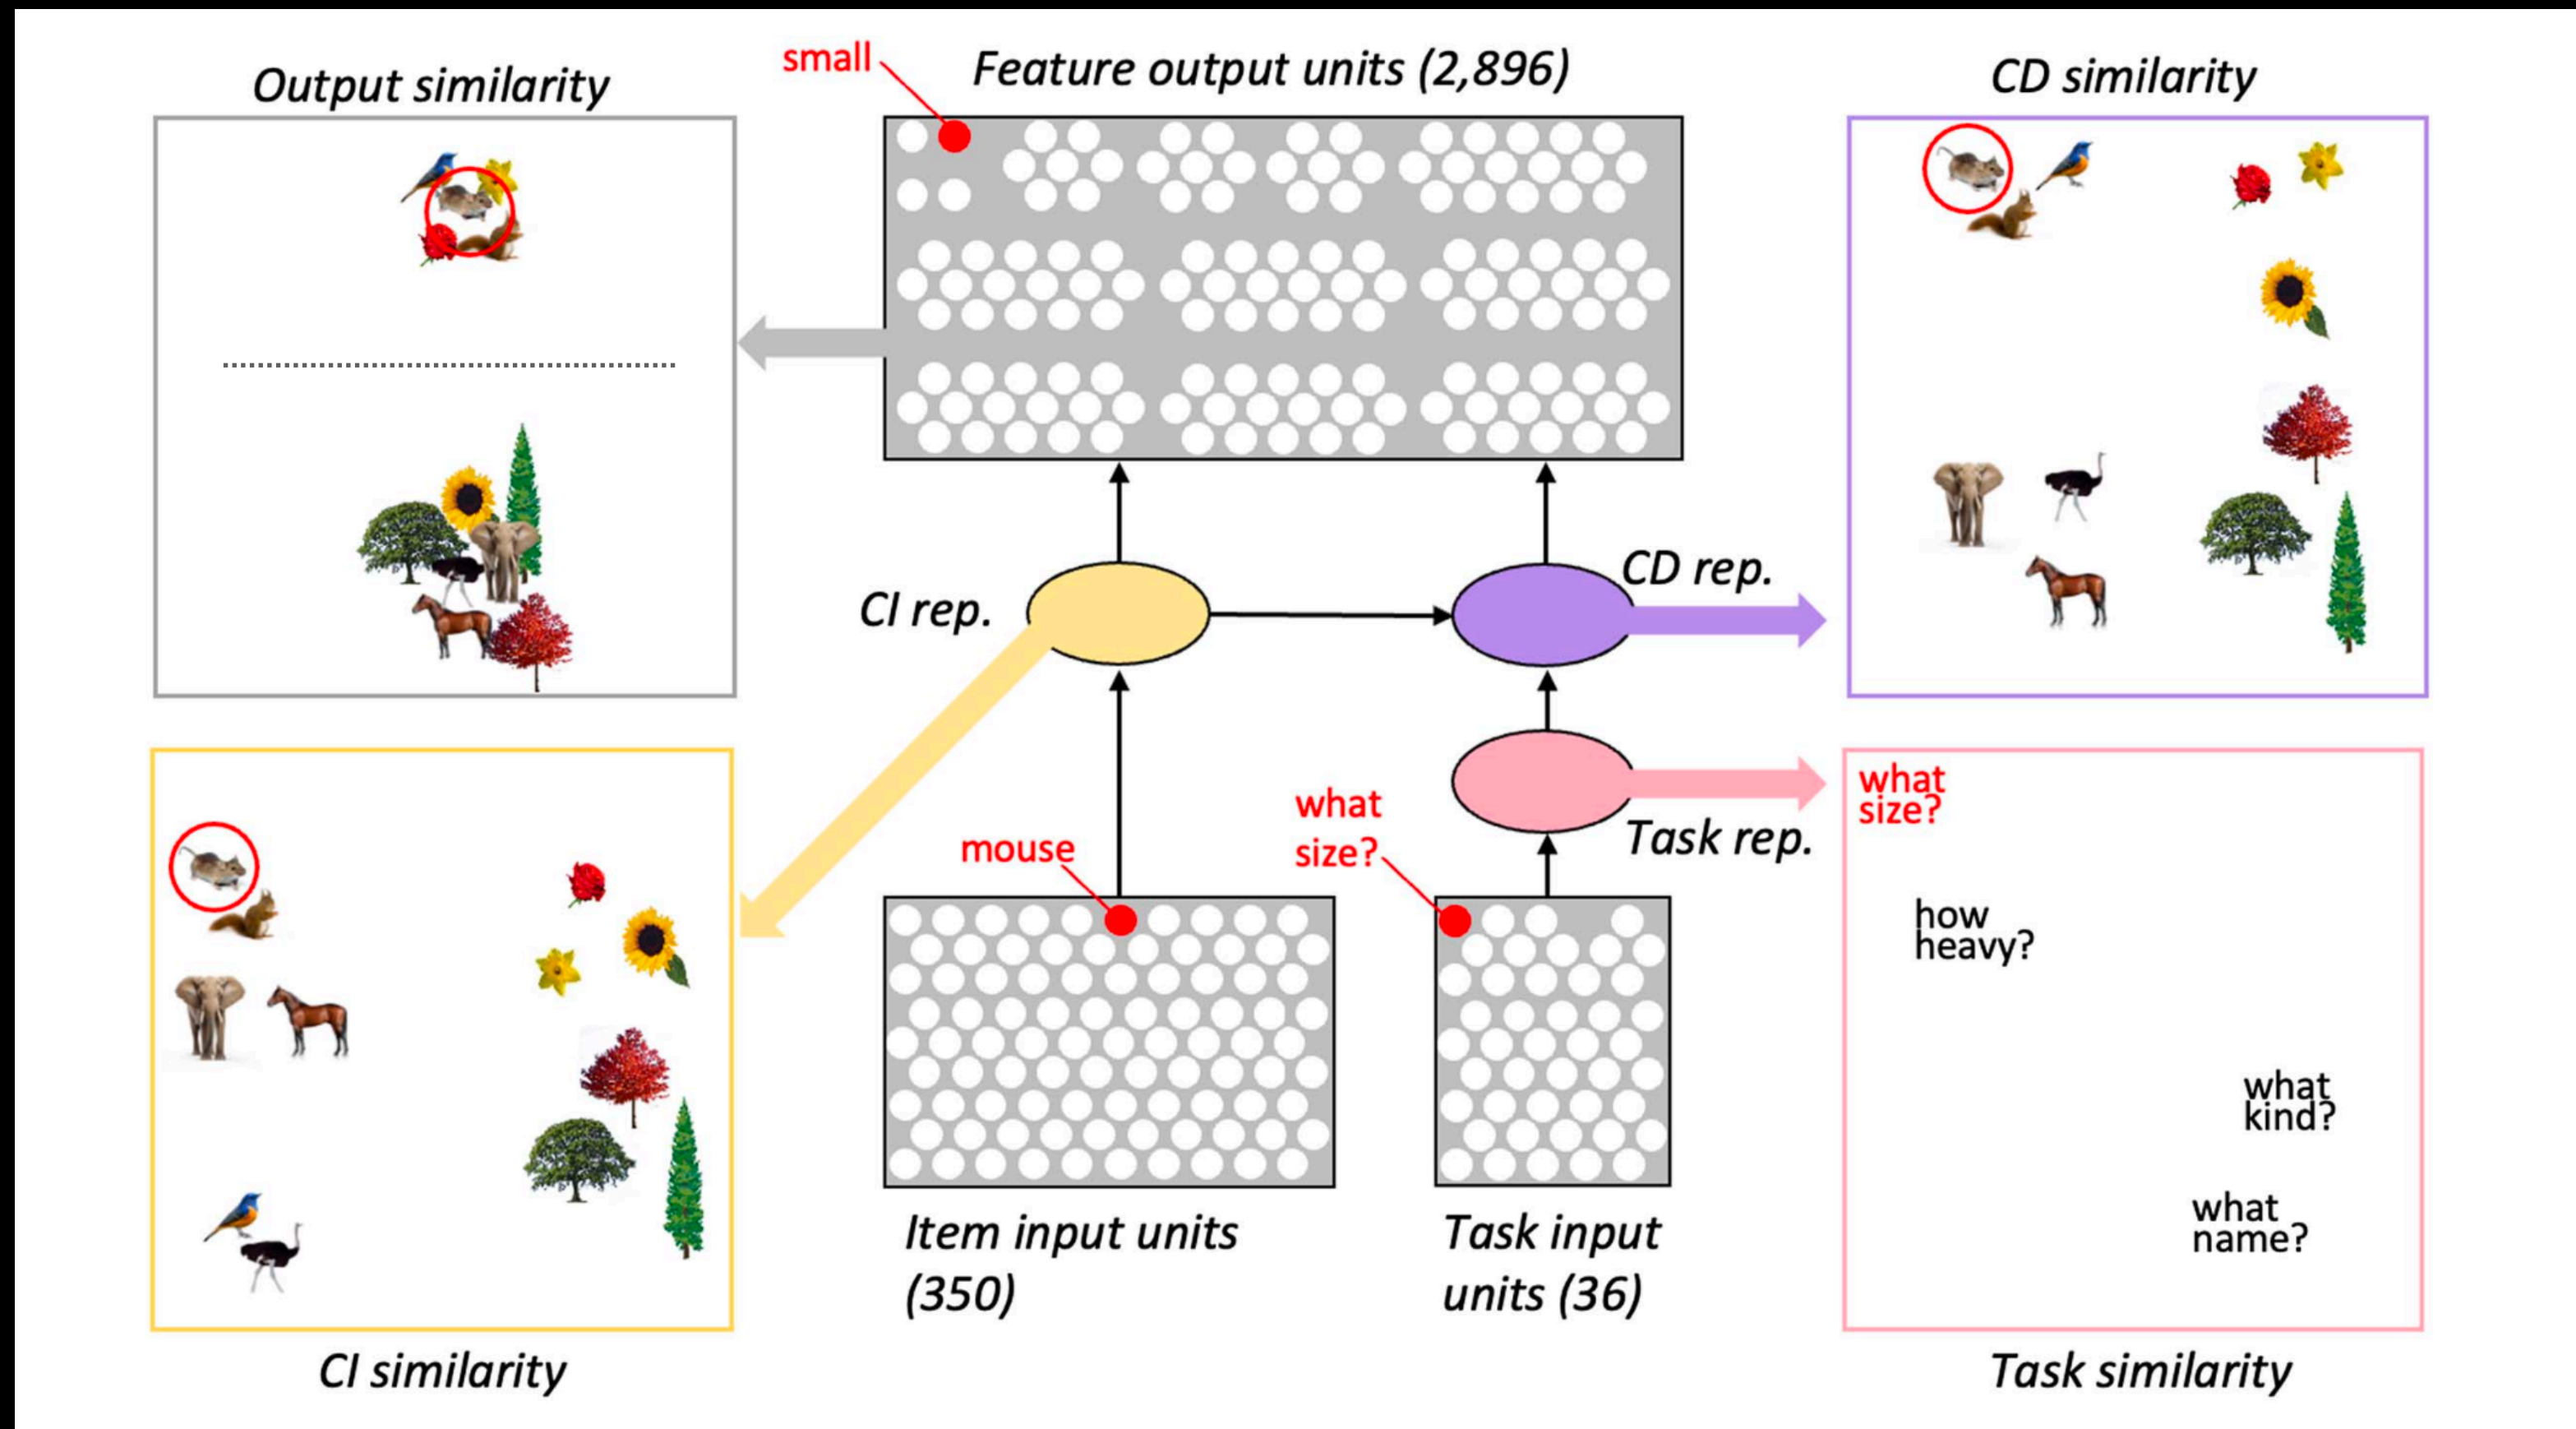 Output similarity
small
Feature output units (2,896)
CD similarity
CI rep.
CD rep.
what
size?
mouse
Task rep.
what
size?
how
heavy?
what
kind?
what
name?
Item input units
(350)
Task input
units (36)
CI similarity
Task similarity